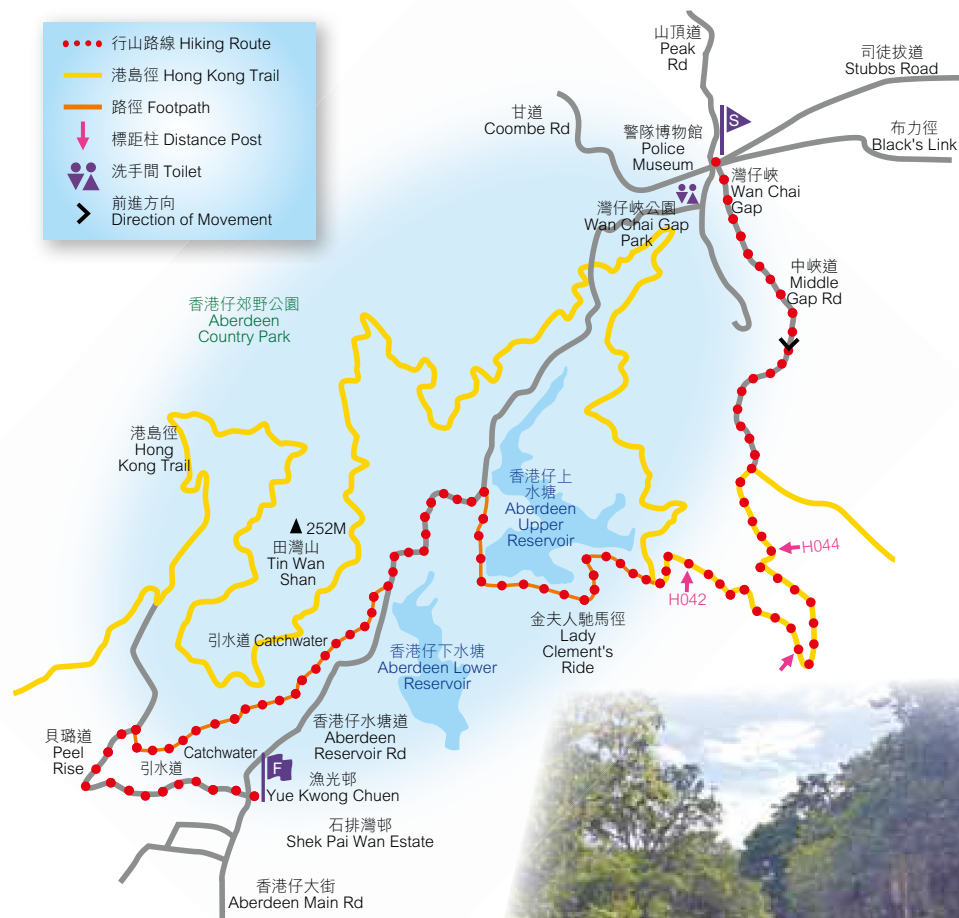 行山路線 Hiking Route
港島徑 Hong Kong Trail
路徑 Footpath
標距柱 Distance Post
洗手間 Toilet
前進方向
Direction of Movement
山頂道
Peak
Rd
司徒拔道
Stubbs Road
甘道
Coombe Rd
警隊博物館
Police
Museum
S
布力徑
Black's Link
灣仔峽
Wan Chai
Gap
灣仔峽公園
Wan Chai Gap
Park
中峽道
Middle
Gap Rd
香港仔郊野公園
Aberdeen
Country Park
港島徑
Hong
Kong Trail
香港仔上
水塘
Aberdeen
Upper
Reservoir
252M
田灣山
Tin Wan
Shan
H044
H042
金夫人馳馬徑
Lady
Clement's
Ride
引水道 Catchwater
香港仔下水塘
Aberdeen Lower
Reservoir
貝璐道
Peel
Rise
Catchwater
引水道
香港仔水塘道
Aberdeen
Reservoir Rd
F
漁光邨
Yue Kwong Chuen
石排灣邨
Shek Pai Wan Estate
香港仔大街
Aberdeen Main Rd